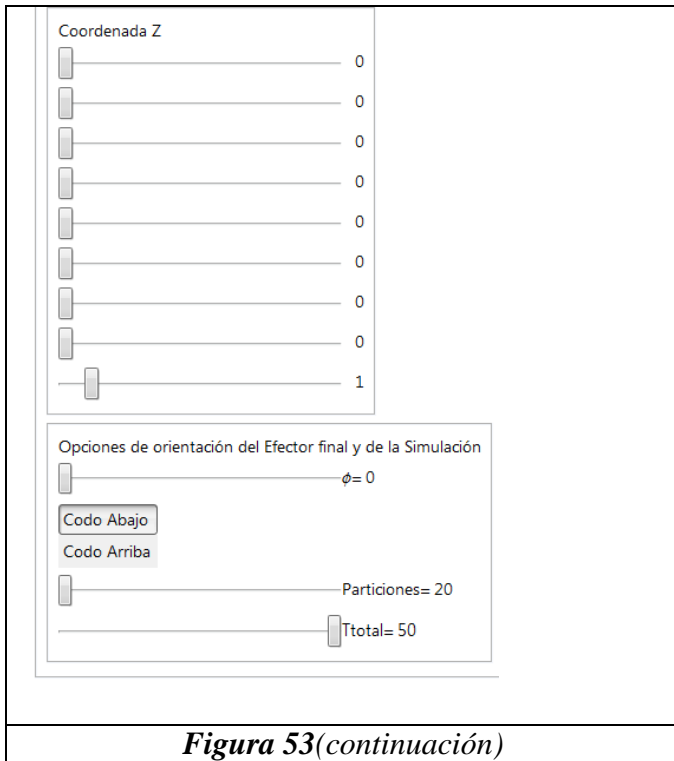 Coordenada Z
0
0
0
0
0
0
0
0
1
Opciones de orientación del Efector final y de la Simulación
ϕ= 0
Codo Abajo
Codo Arriba
Particiones= 20
Ttotal= 50
Figura 53(continuación)